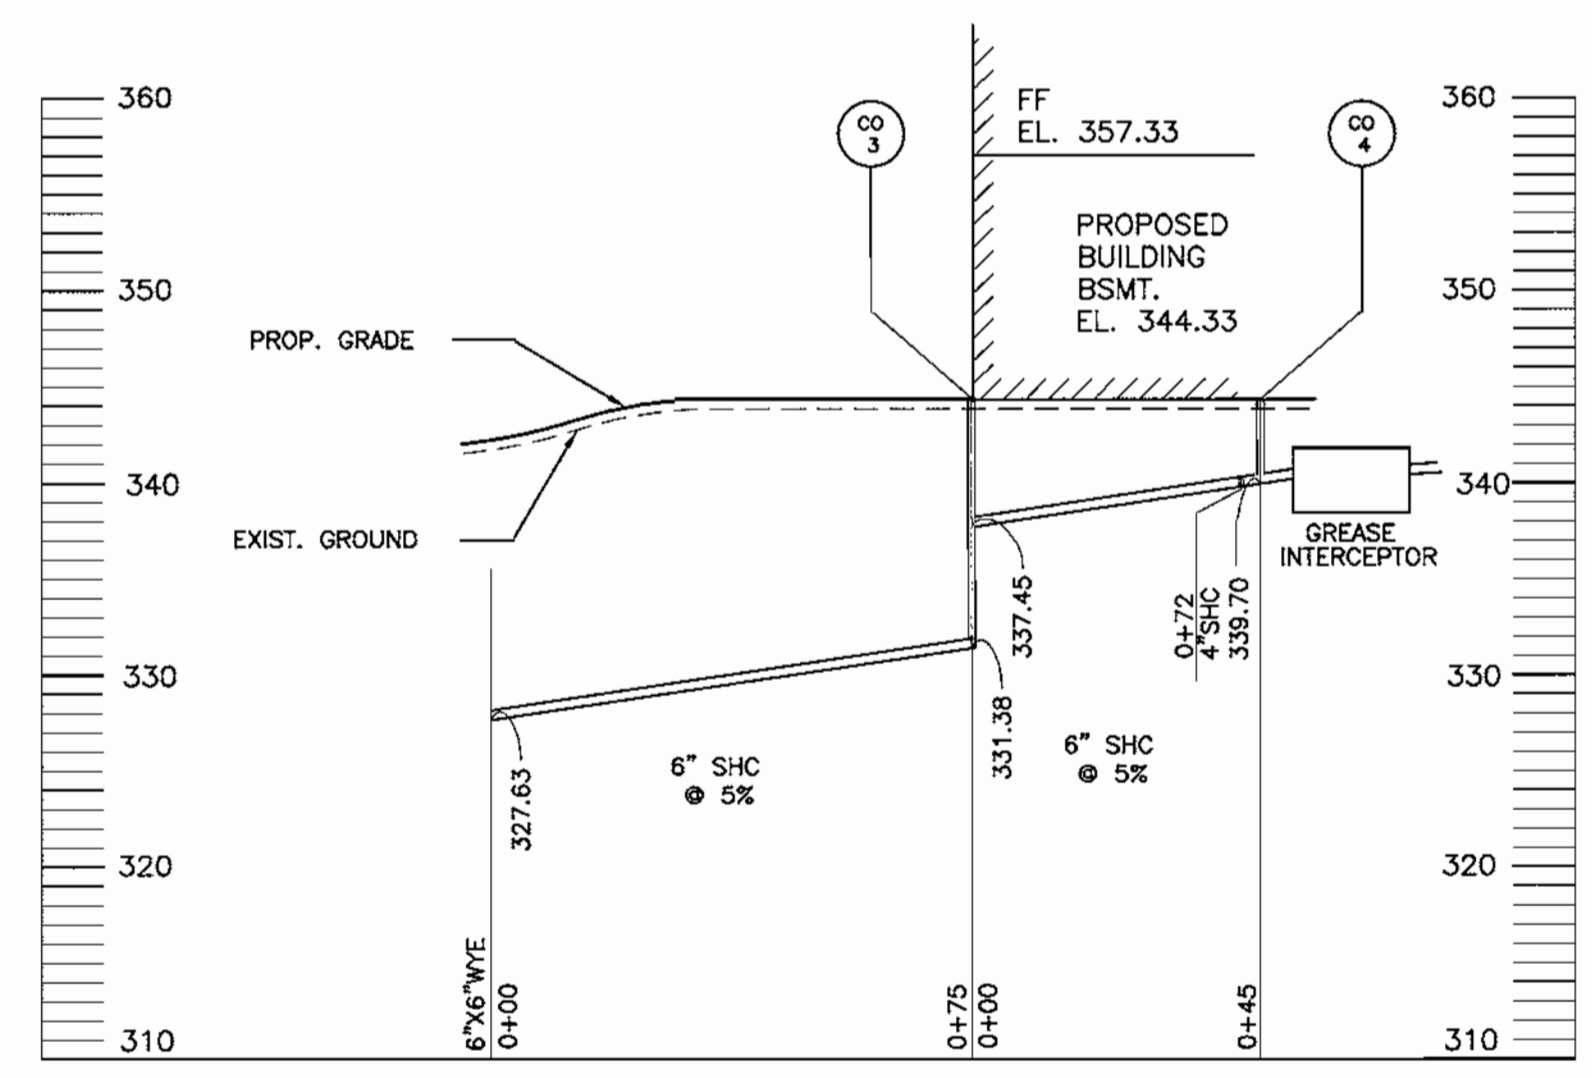 360
350
340
330
320
310
PROP. GRADE
EXIST. GROUND
CO
3
FF
EL. 357.33
PROPOSED
BUILDING
BSMT.
EL. 344.33
CO
4
360
350
340
330
320
310
GREASE
INTERCEPTOR
327.63
6" SHC
@ 5%
331.38
337.45
6" SHC
@ 5%
0+72
4"SHC
339.70
6"X6"WYE
0+00
0+75
0+00
0+45